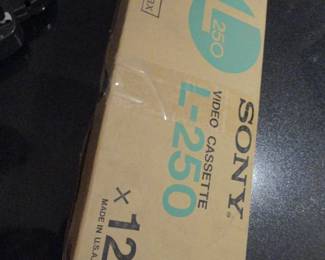 L
250
SONY®
VIDEO CASSETTE
L-250
x 12
MADE IN U.S.A.